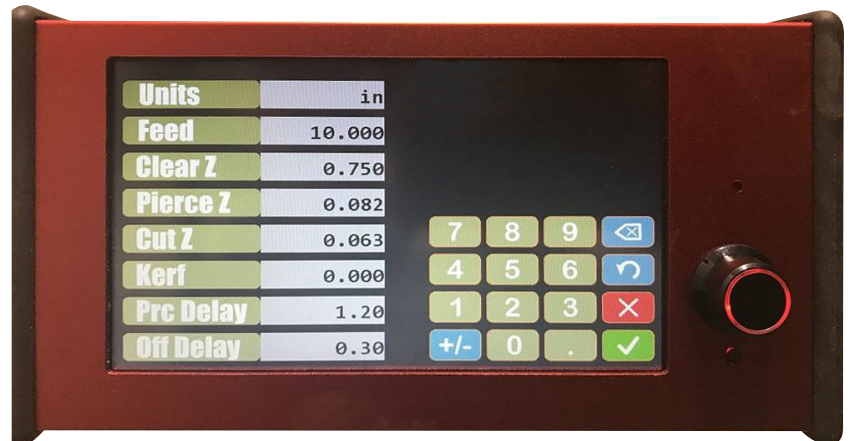 Units in
Feed 10.000
Clear Z 0.750
Pierce Z 0.082
Cut Z 0.063
Kerf 0.000
Prc Delay 1.20
Off Delay 0.30
7 8 9
4 5 6
1 2 3
+/- 0 .